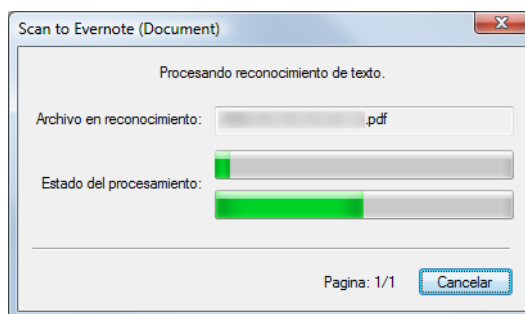 Scan to Evernote (Document)
Procesando reconocimiento de texto.
Archivo en reconocimiento: .pdf
Estado del procesamiento:
Pagina: 1/1 Cancelar